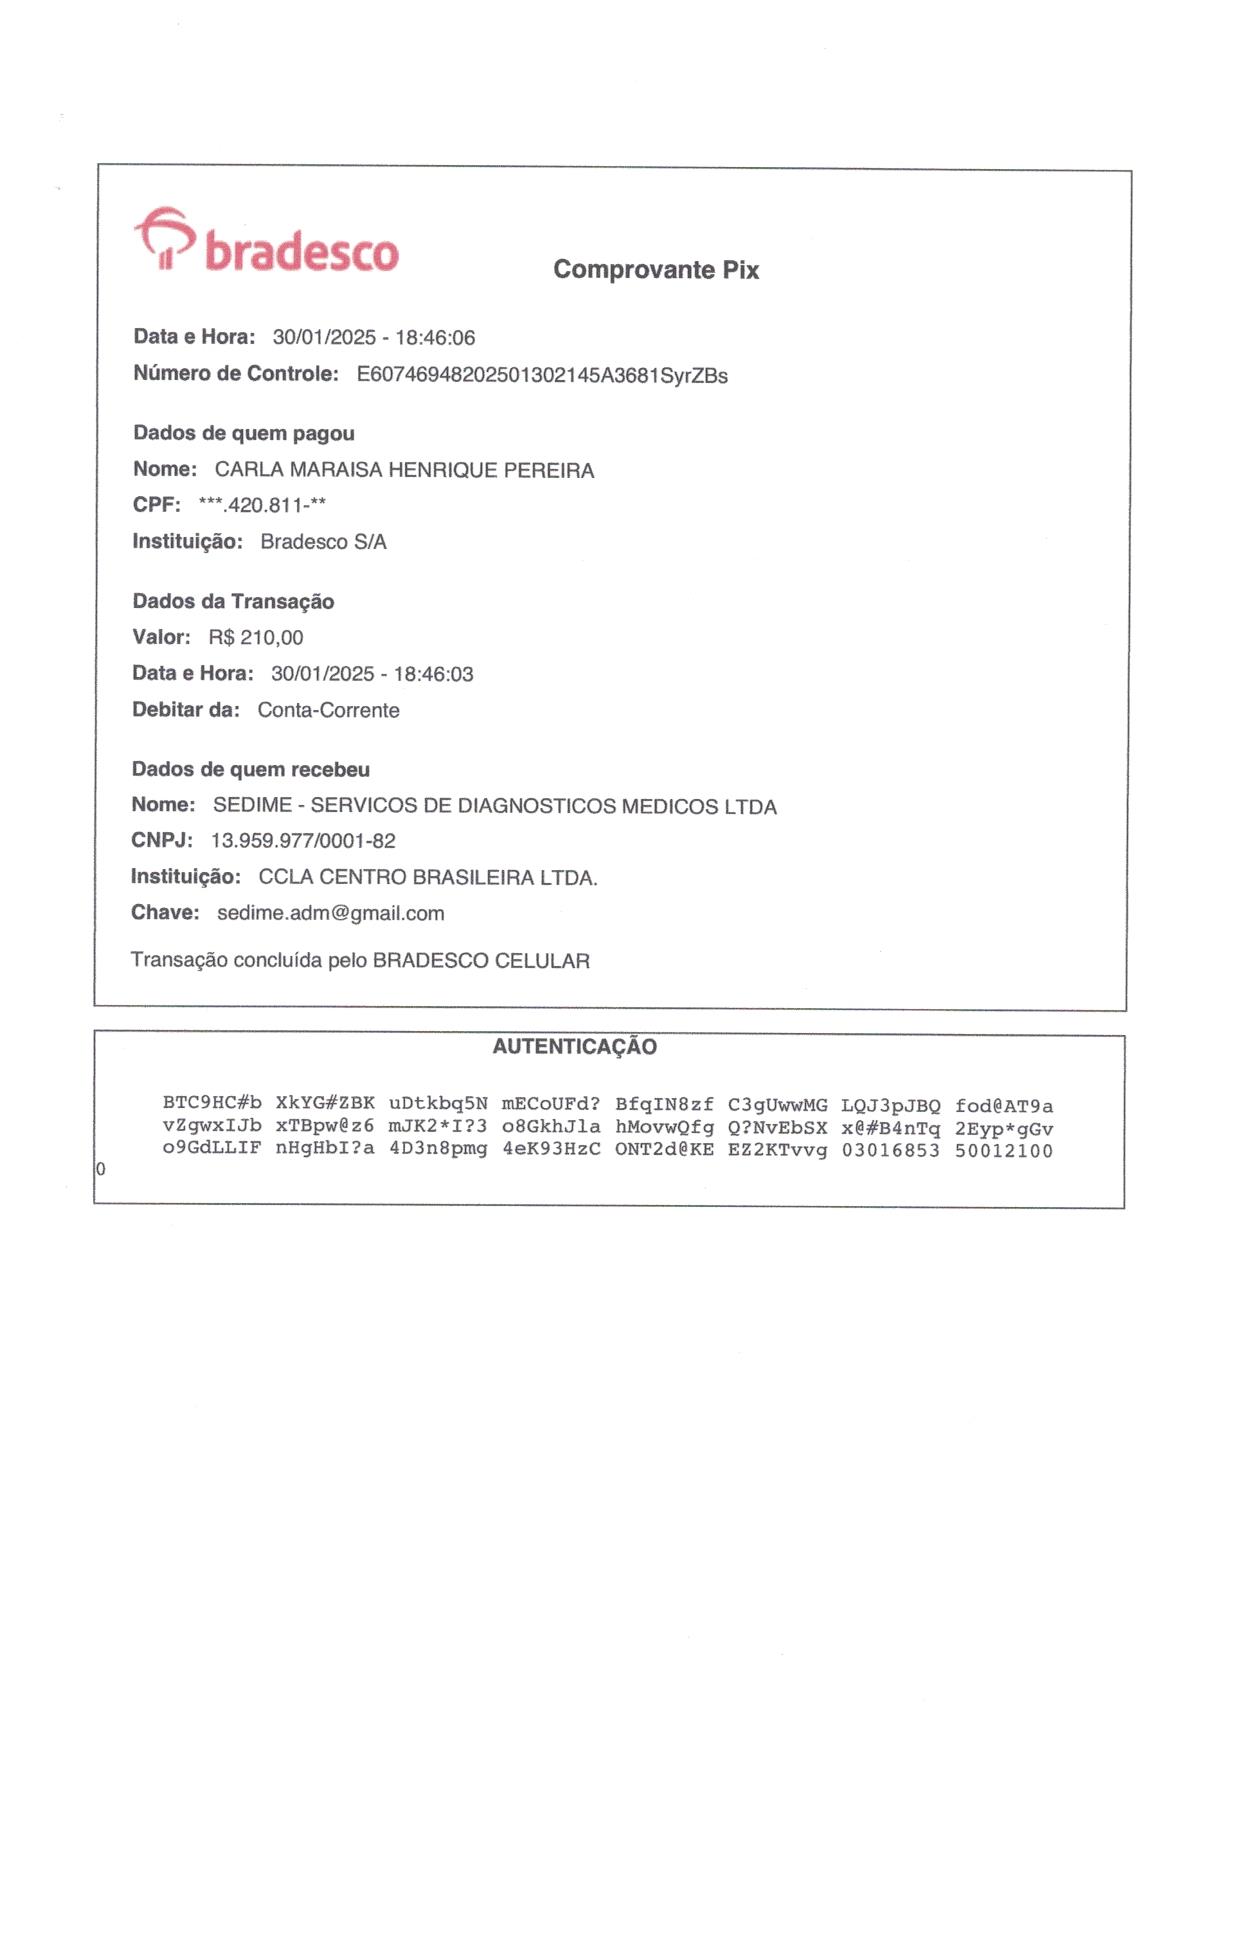 bradesco
Comprovante Pix
Data e Hora: 30/01/2025 - 18:46:06
Número de Controle: E60746948202501302145A3681SyrZBs
Dados de quem pagou
Nome: CARLA MARAISA HENRIQUE PEREIRA
CPF: ***.420.811-**
Instituição: Bradesco S/A
Dados da Transação
Valor: R$ 210,00
Data e Hora: 30/01/2025 - 18:46:03
Debitar da: Conta-Corrente
Dados de quem recebeu
Nome: SEDIME - SERVICOS DE DIAGNOSTICOS MEDICOS LTDA
CNPJ: 13.959.977/0001-82
Instituição: CCLA CENTRO BRASILEIRA LTDA.
Chave: sedime.adm@gmail.com
Transação concluída pelo BRADESCO CELULAR
AUTENTICAÇÃO
BTC9HC#b XkYG#ZBK uDtkbq5N mECoUFd? BfqIN8zf C3gUwwMG LQJ3pJBQ fod@AT9a
vZgwxIJb xTBpw@z6 mJK2*I?3 o8GkhJla hMovwQfg Q?NvEbSX x@#B4nTq 2Eyp*gGv
o9GdLLIF nHgHbI?a 4D3n8pmg 4eK93HzC ONT2d@KE EZ2KTvvg 03016853 50012100
0